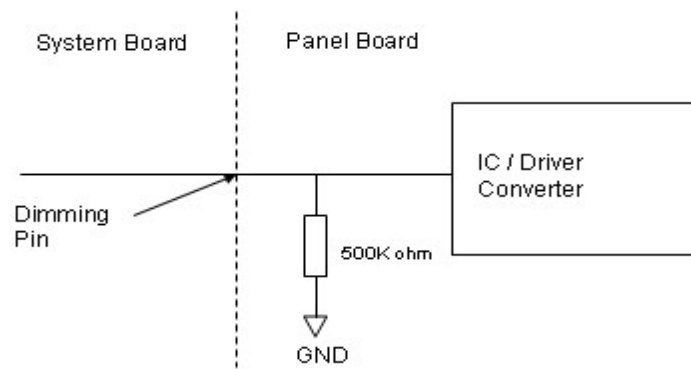 System Board
Panel Board
IC / Driver
Converter
Dimming
Pin
500K ohm
GND